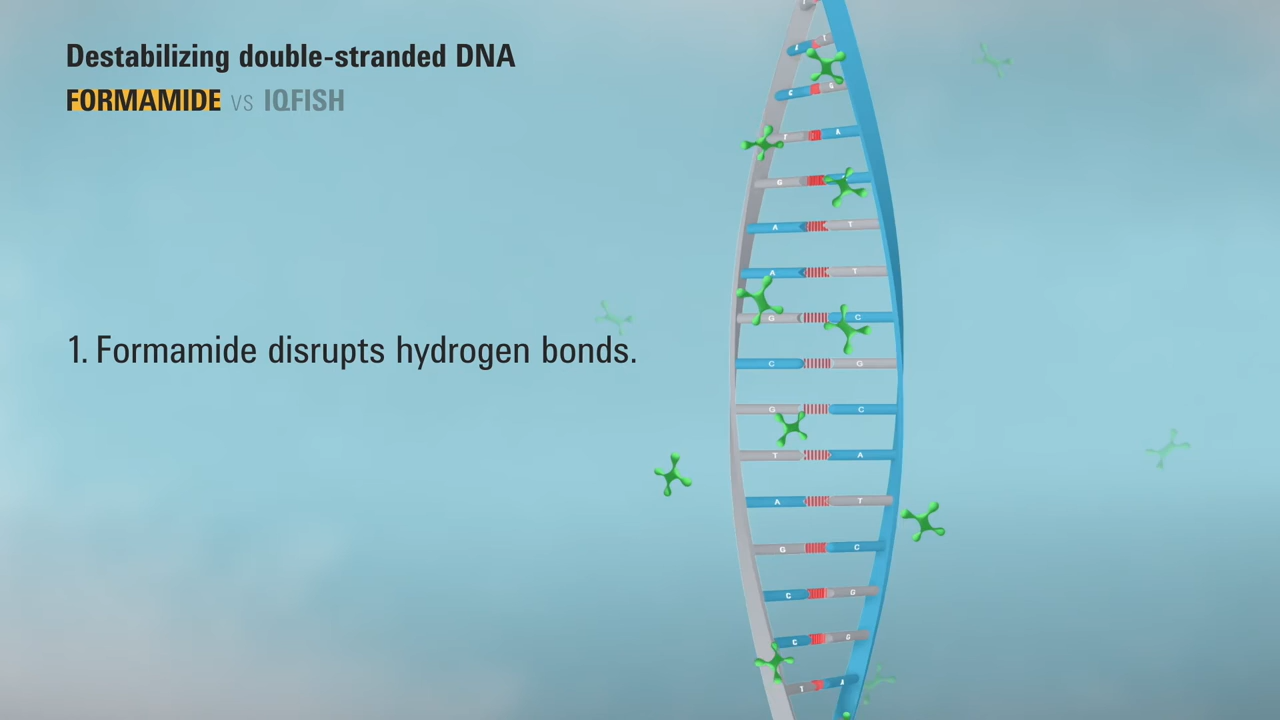 Destabilizing double-stranded DNA
FORMAMIDE VS IQFISH
1. Formamide disrupts hydrogen bonds.
A T
C G
T A
G
A T
A T
G C
C G
G C
T A
A T
G C
C G
C G
T A